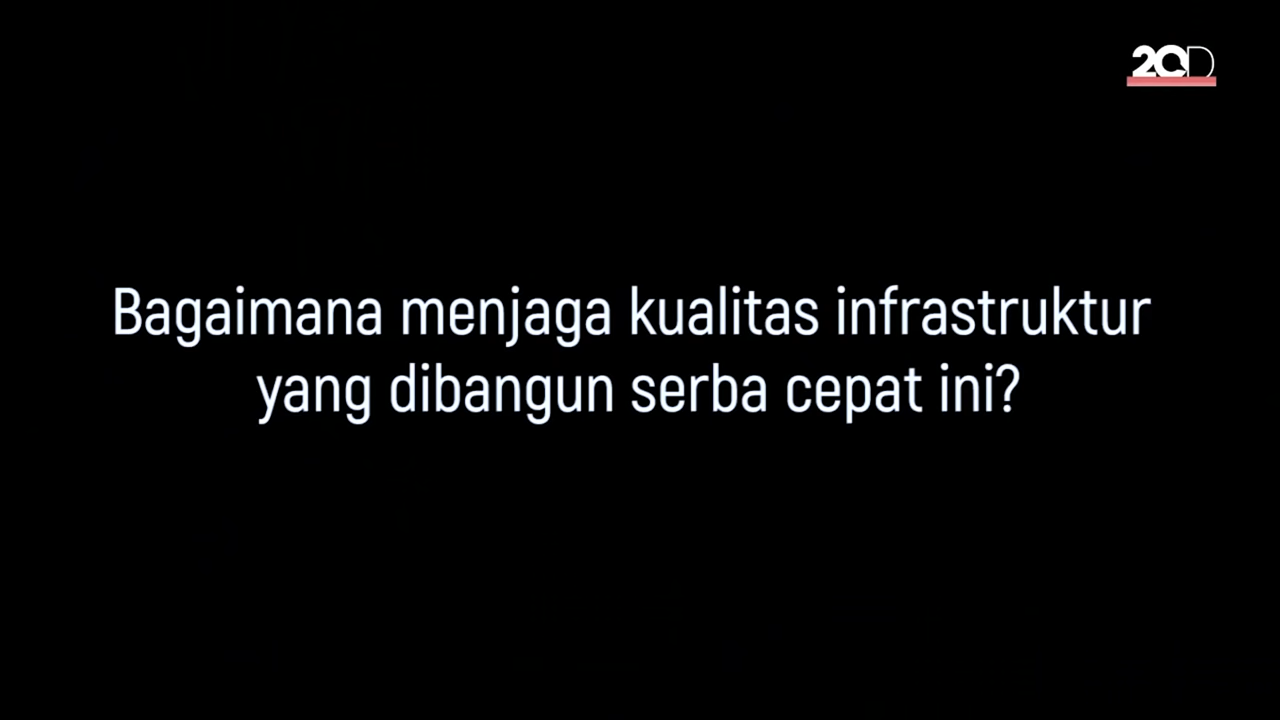 20D
Bagaimana menjaga kualitas infrastruktur
yang dibangun serba cepat ini?